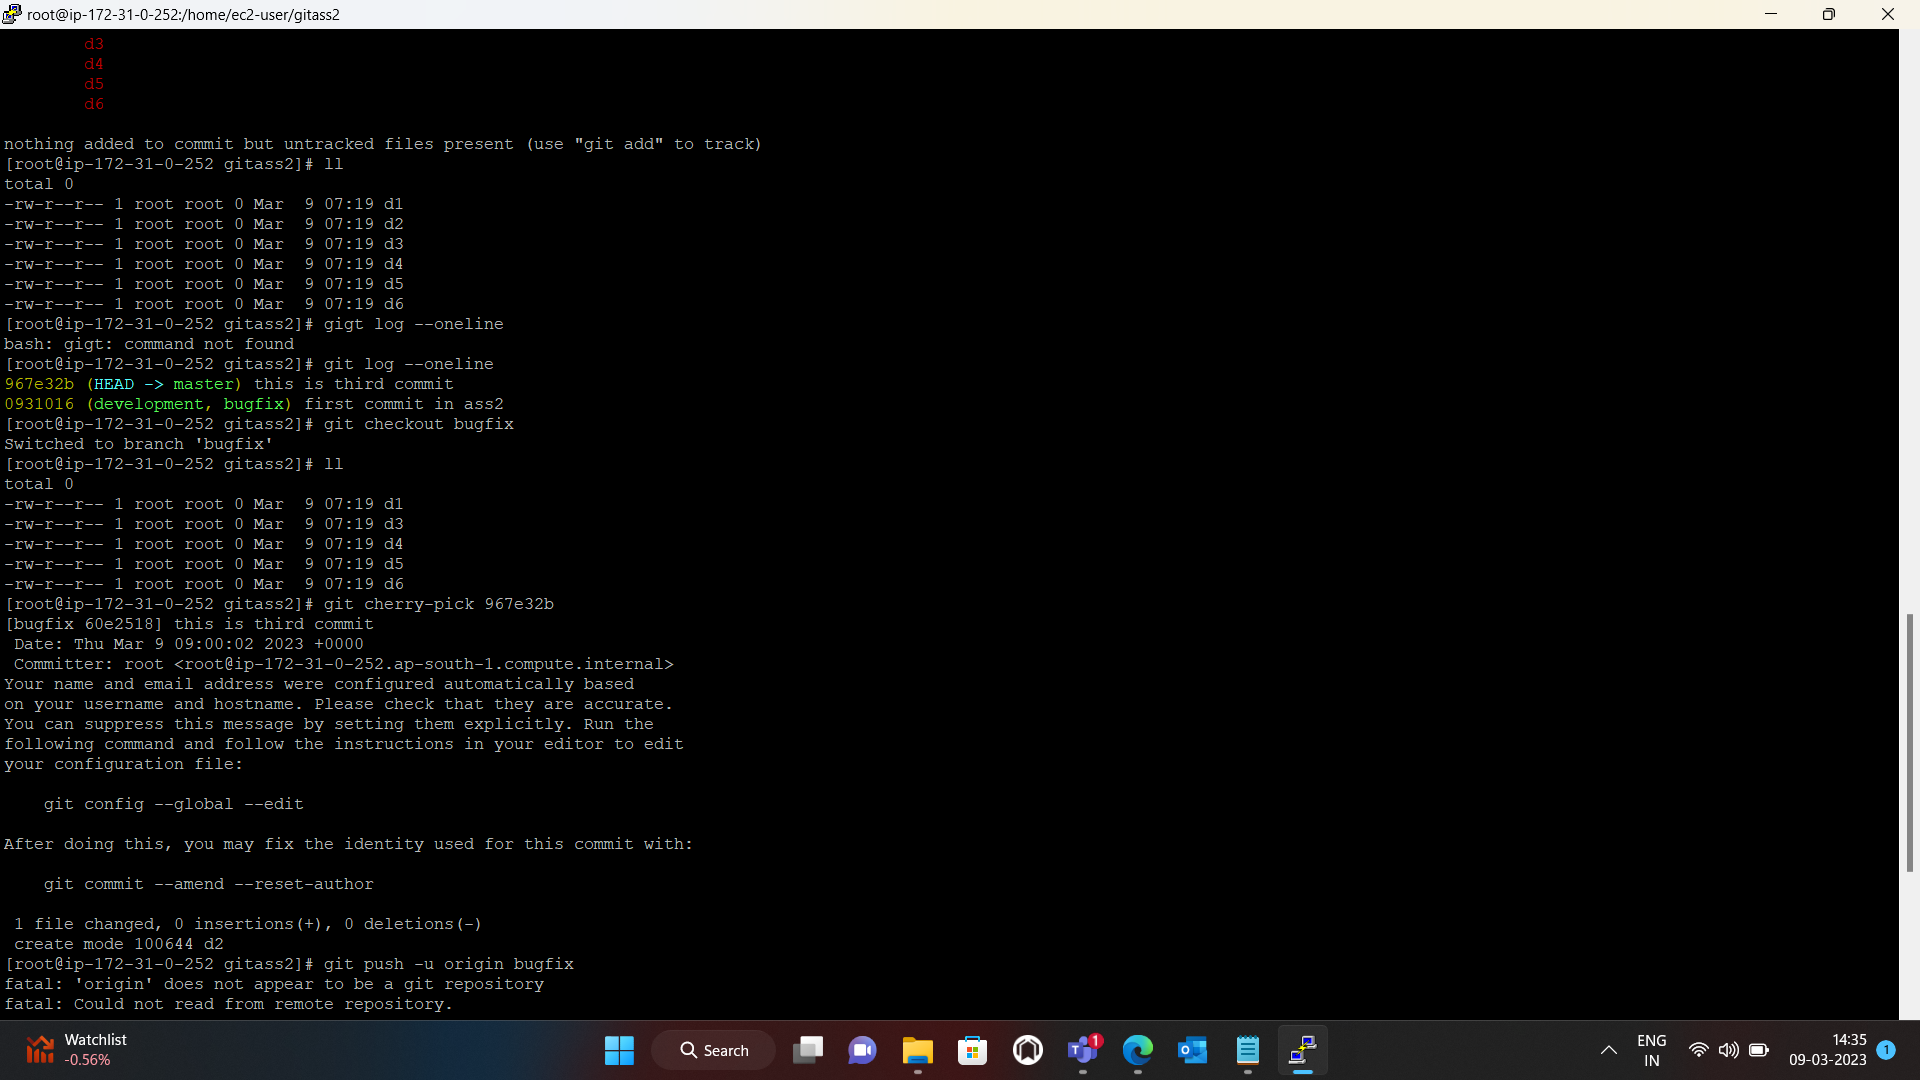 root@ip-172-31-0-252:/home/ec2-user/gitass2
d3
d4
d5
d6
nothing added to commit but untracked files present (use "git add" to track)
[root@ip-172-31-0-252 gitass2]# ll
total 0
-rw-r--r-- 1 root root 0 Mar  9 07:19 d1
-rw-r--r-- 1 root root 0 Mar  9 07:19 d2
-rw-r--r-- 1 root root 0 Mar  9 07:19 d3
-rw-r--r-- 1 root root 0 Mar  9 07:19 d4
-rw-r--r-- 1 root root 0 Mar  9 07:19 d5
-rw-r--r-- 1 root root 0 Mar  9 07:19 d6
[root@ip-172-31-0-252 gitass2]# gigt log --oneline
bash: gigt: command not found
[root@ip-172-31-0-252 gitass2]# git log --oneline
967e32b (HEAD -> master) this is third commit
0931016 (development, bugfix) first commit in ass2
[root@ip-172-31-0-252 gitass2]# git checkout bugfix
Switched to branch 'bugfix'
[root@ip-172-31-0-252 gitass2]# ll
total 0
-rw-r--r-- 1 root root 0 Mar  9 07:19 d1
-rw-r--r-- 1 root root 0 Mar  9 07:19 d3
-rw-r--r-- 1 root root 0 Mar  9 07:19 d4
-rw-r--r-- 1 root root 0 Mar  9 07:19 d5
-rw-r--r-- 1 root root 0 Mar  9 07:19 d6
[root@ip-172-31-0-252 gitass2]# git cherry-pick 967e32b
[bugfix 60e2518] this is third commit
 Date: Thu Mar 9 09:00:02 2023 +0000
 Committer: root <root@ip-172-31-0-252.ap-south-1.compute.internal>
Your name and email address were configured automatically based
on your username and hostname. Please check that they are accurate.
You can suppress this message by setting them explicitly. Run the
following command and follow the instructions in your editor to edit
your configuration file:
git config --global --edit
After doing this, you may fix the identity used for this commit with:
git commit --amend --reset-author
 1 file changed, 0 insertions(+), 0 deletions(-)
 create mode 100644 d2
[root@ip-172-31-0-252 gitass2]# git push -u origin bugfix
fatal: 'origin' does not appear to be a git repository
fatal: Could not read from remote repository.
Watchlist
-0.56%
Search
1
ENG
IN
14:35
09-03-2023
1